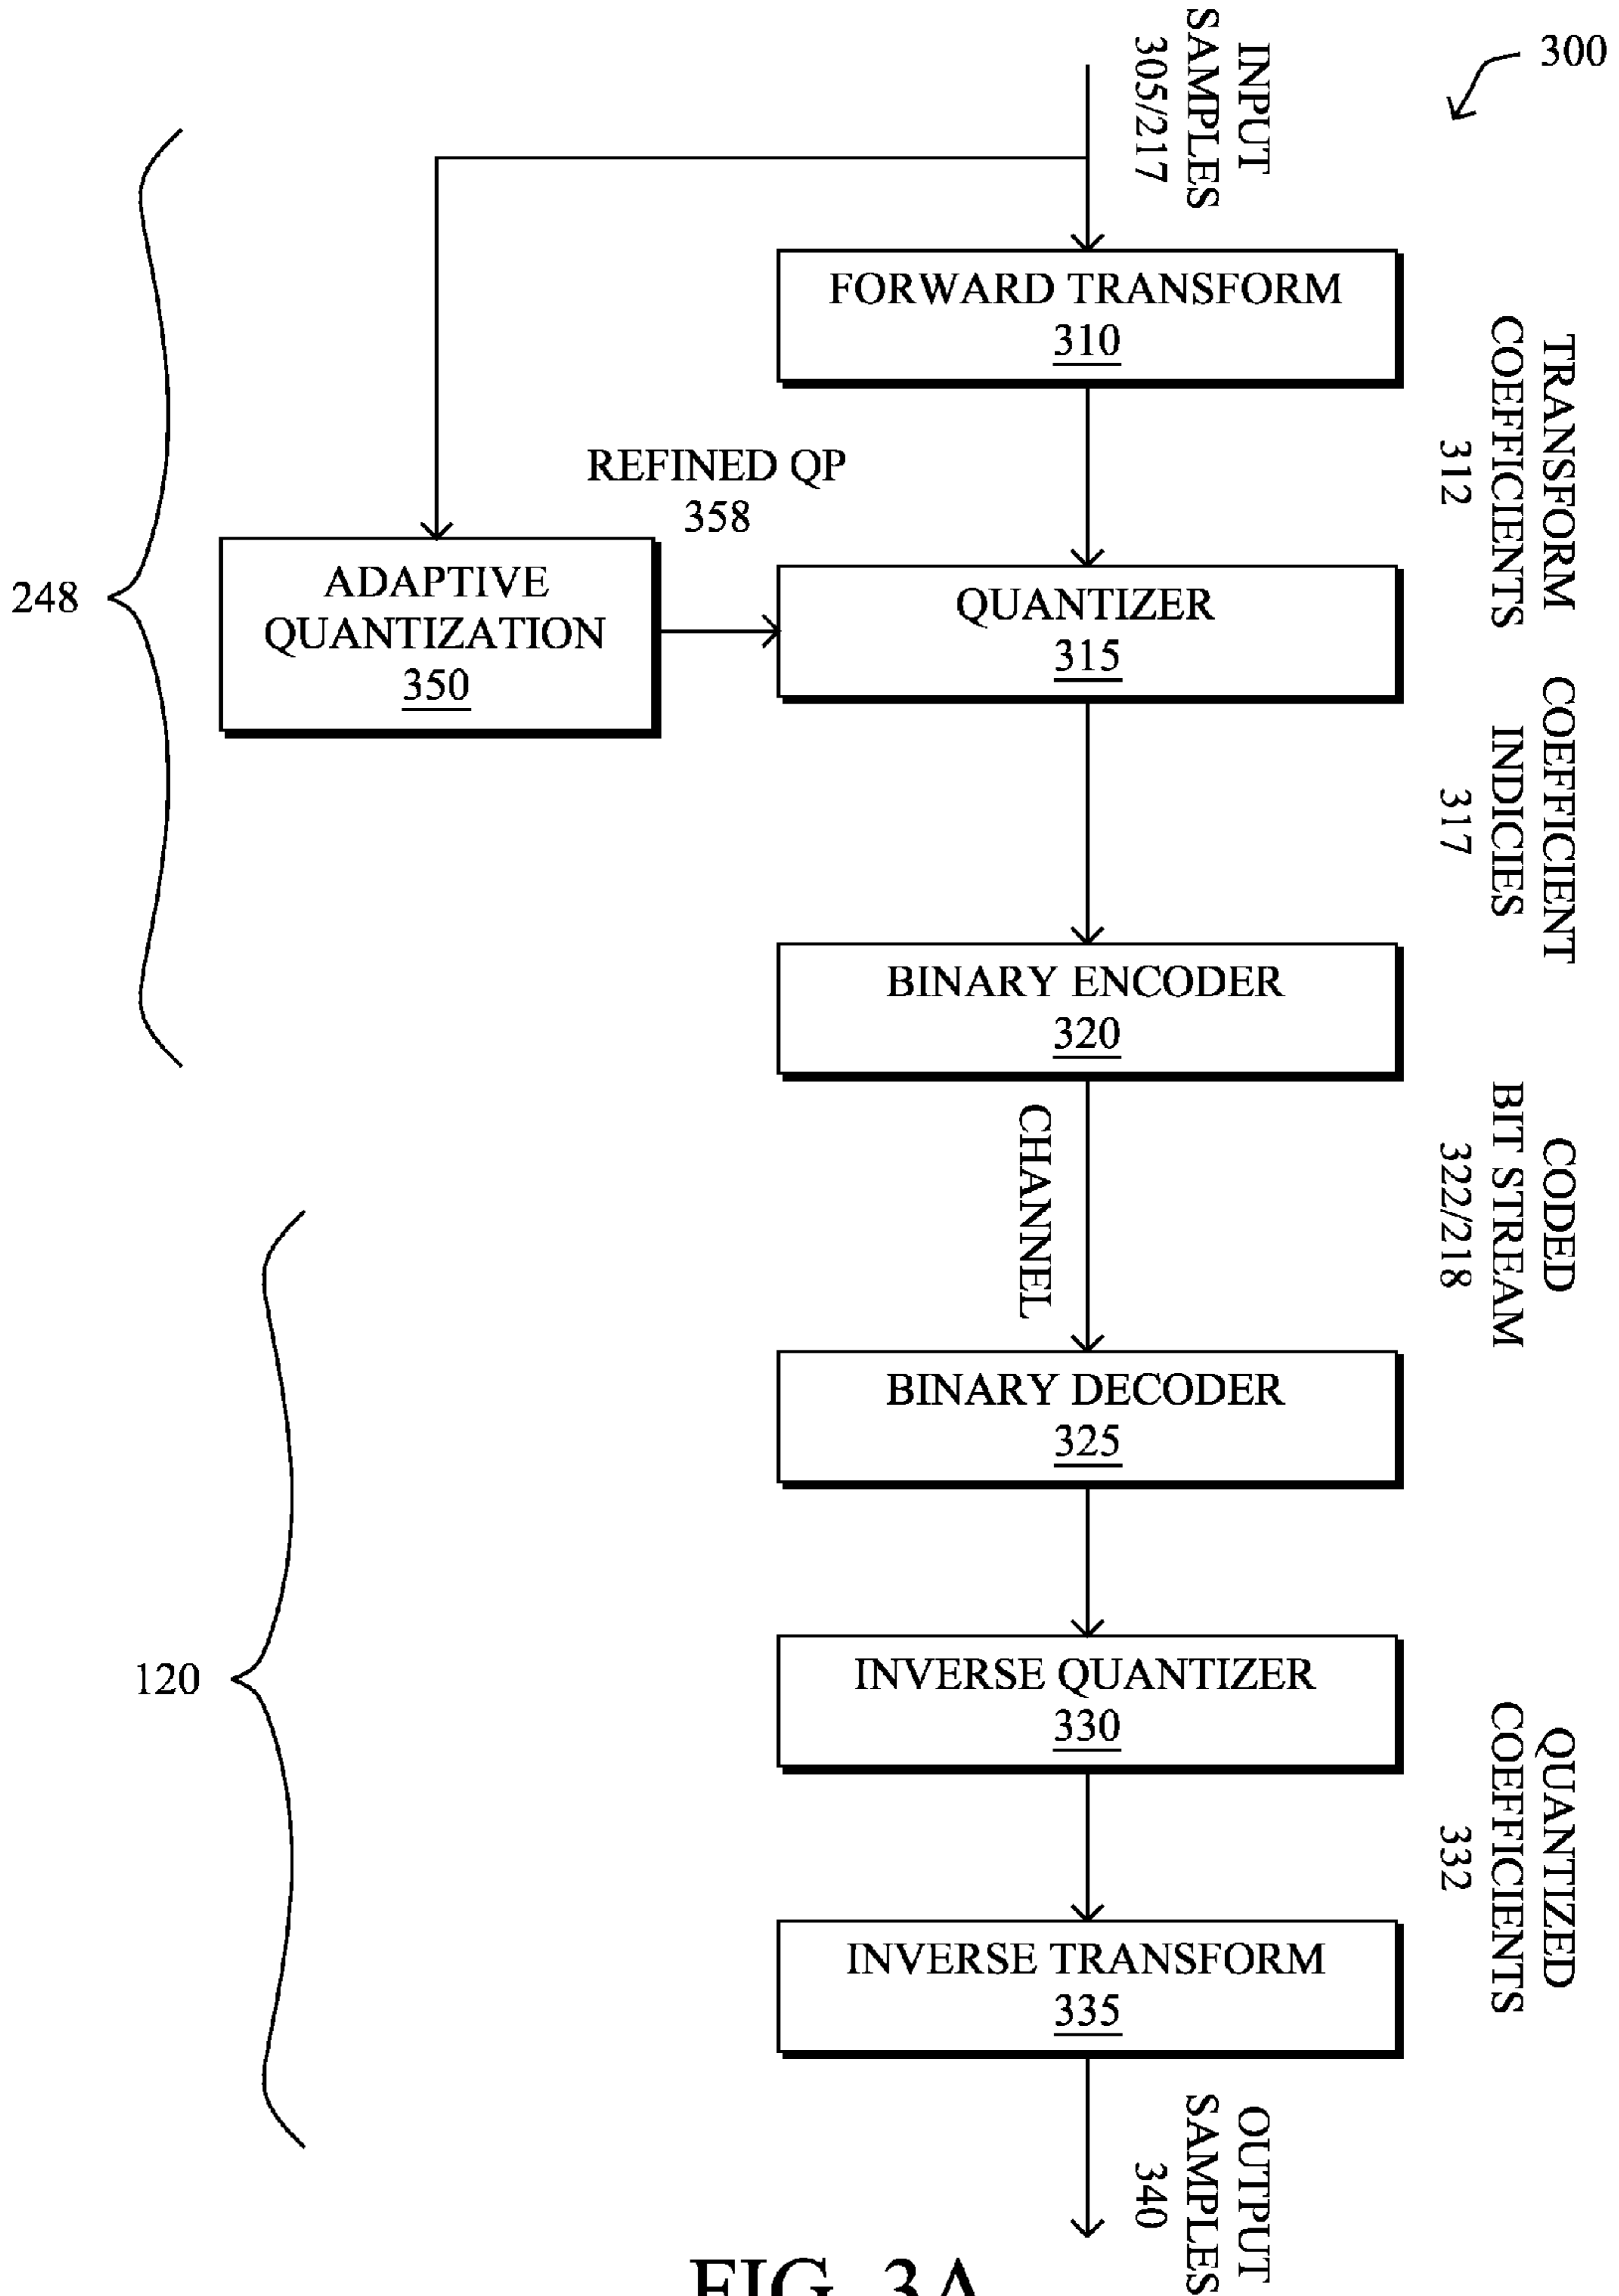 300
INPUT
SAMPLES
305/217
FORWARD TRANSFORM
310
TRANSFORM
COEFFICIENTS
312
REFINED QP
358
248
ADAPTIVE
QUANTIZATION
350
QUANTIZER
315
COEFFICIENT
INDICIES
317
BINARY ENCODER
320
CHANNEL
CODED
BIT STREAM
322/218
BINARY DECODER
325
120
INVERSE QUANTIZER
330
QUANTIZED
COEFFICIENTS
332
INVERSE TRANSFORM
335
OUTPUT
SAMPLES
340
FIG. 3A